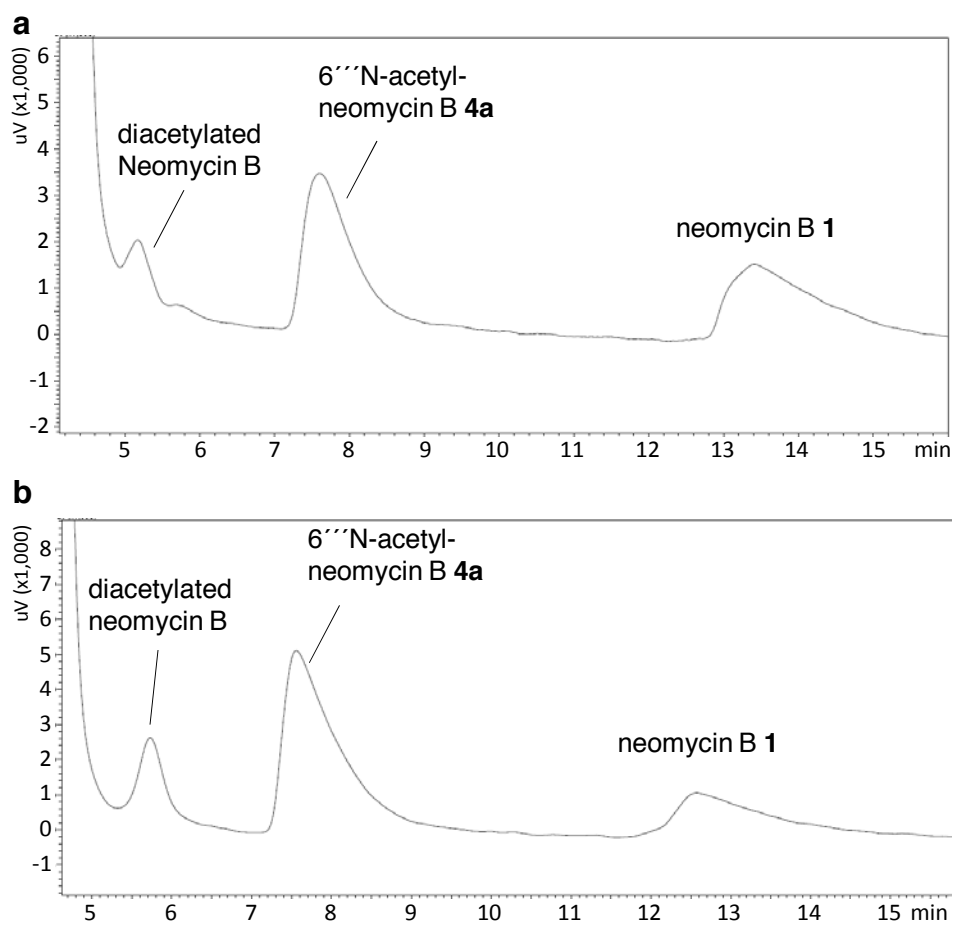 a
uV (x1,000)
6
5
4
3
2
1
0
-1
-2
diacetylated
Neomycin B
6´´´N-acetyl-
neomycin B 4a
neomycin B 1
5 6 7 8 9 10 11 12 13 14 15 min
b
uV (x1,000)
8
7
6
5
4
3
2
1
0
-1
diacetylated
neomycin B
6´´´N-acetyl-
neomycin B 4a
neomycin B 1
5 6 7 8 9 10 11 12 13 14 15 min